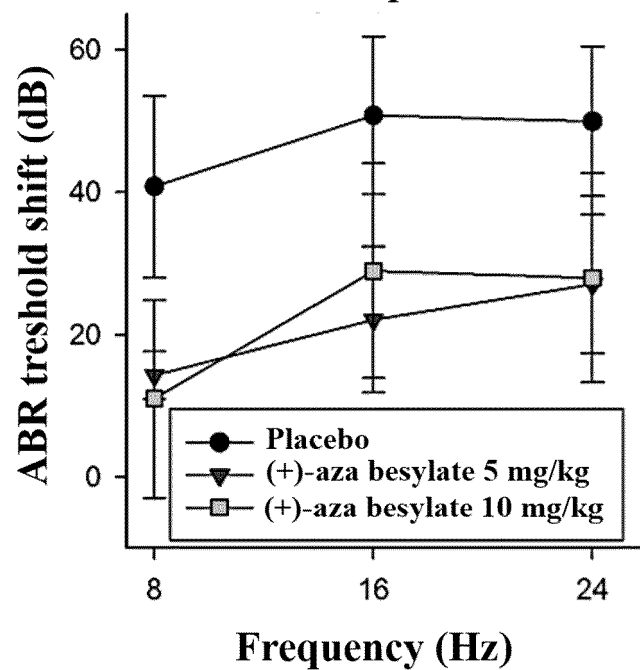 ABR treshold shift (dB)
60
40
20
0
Placebo
(+)-aza besylate 5 mg/kg
(+)-aza besylate 10 mg/kg
8
16
24
Frequency (Hz)